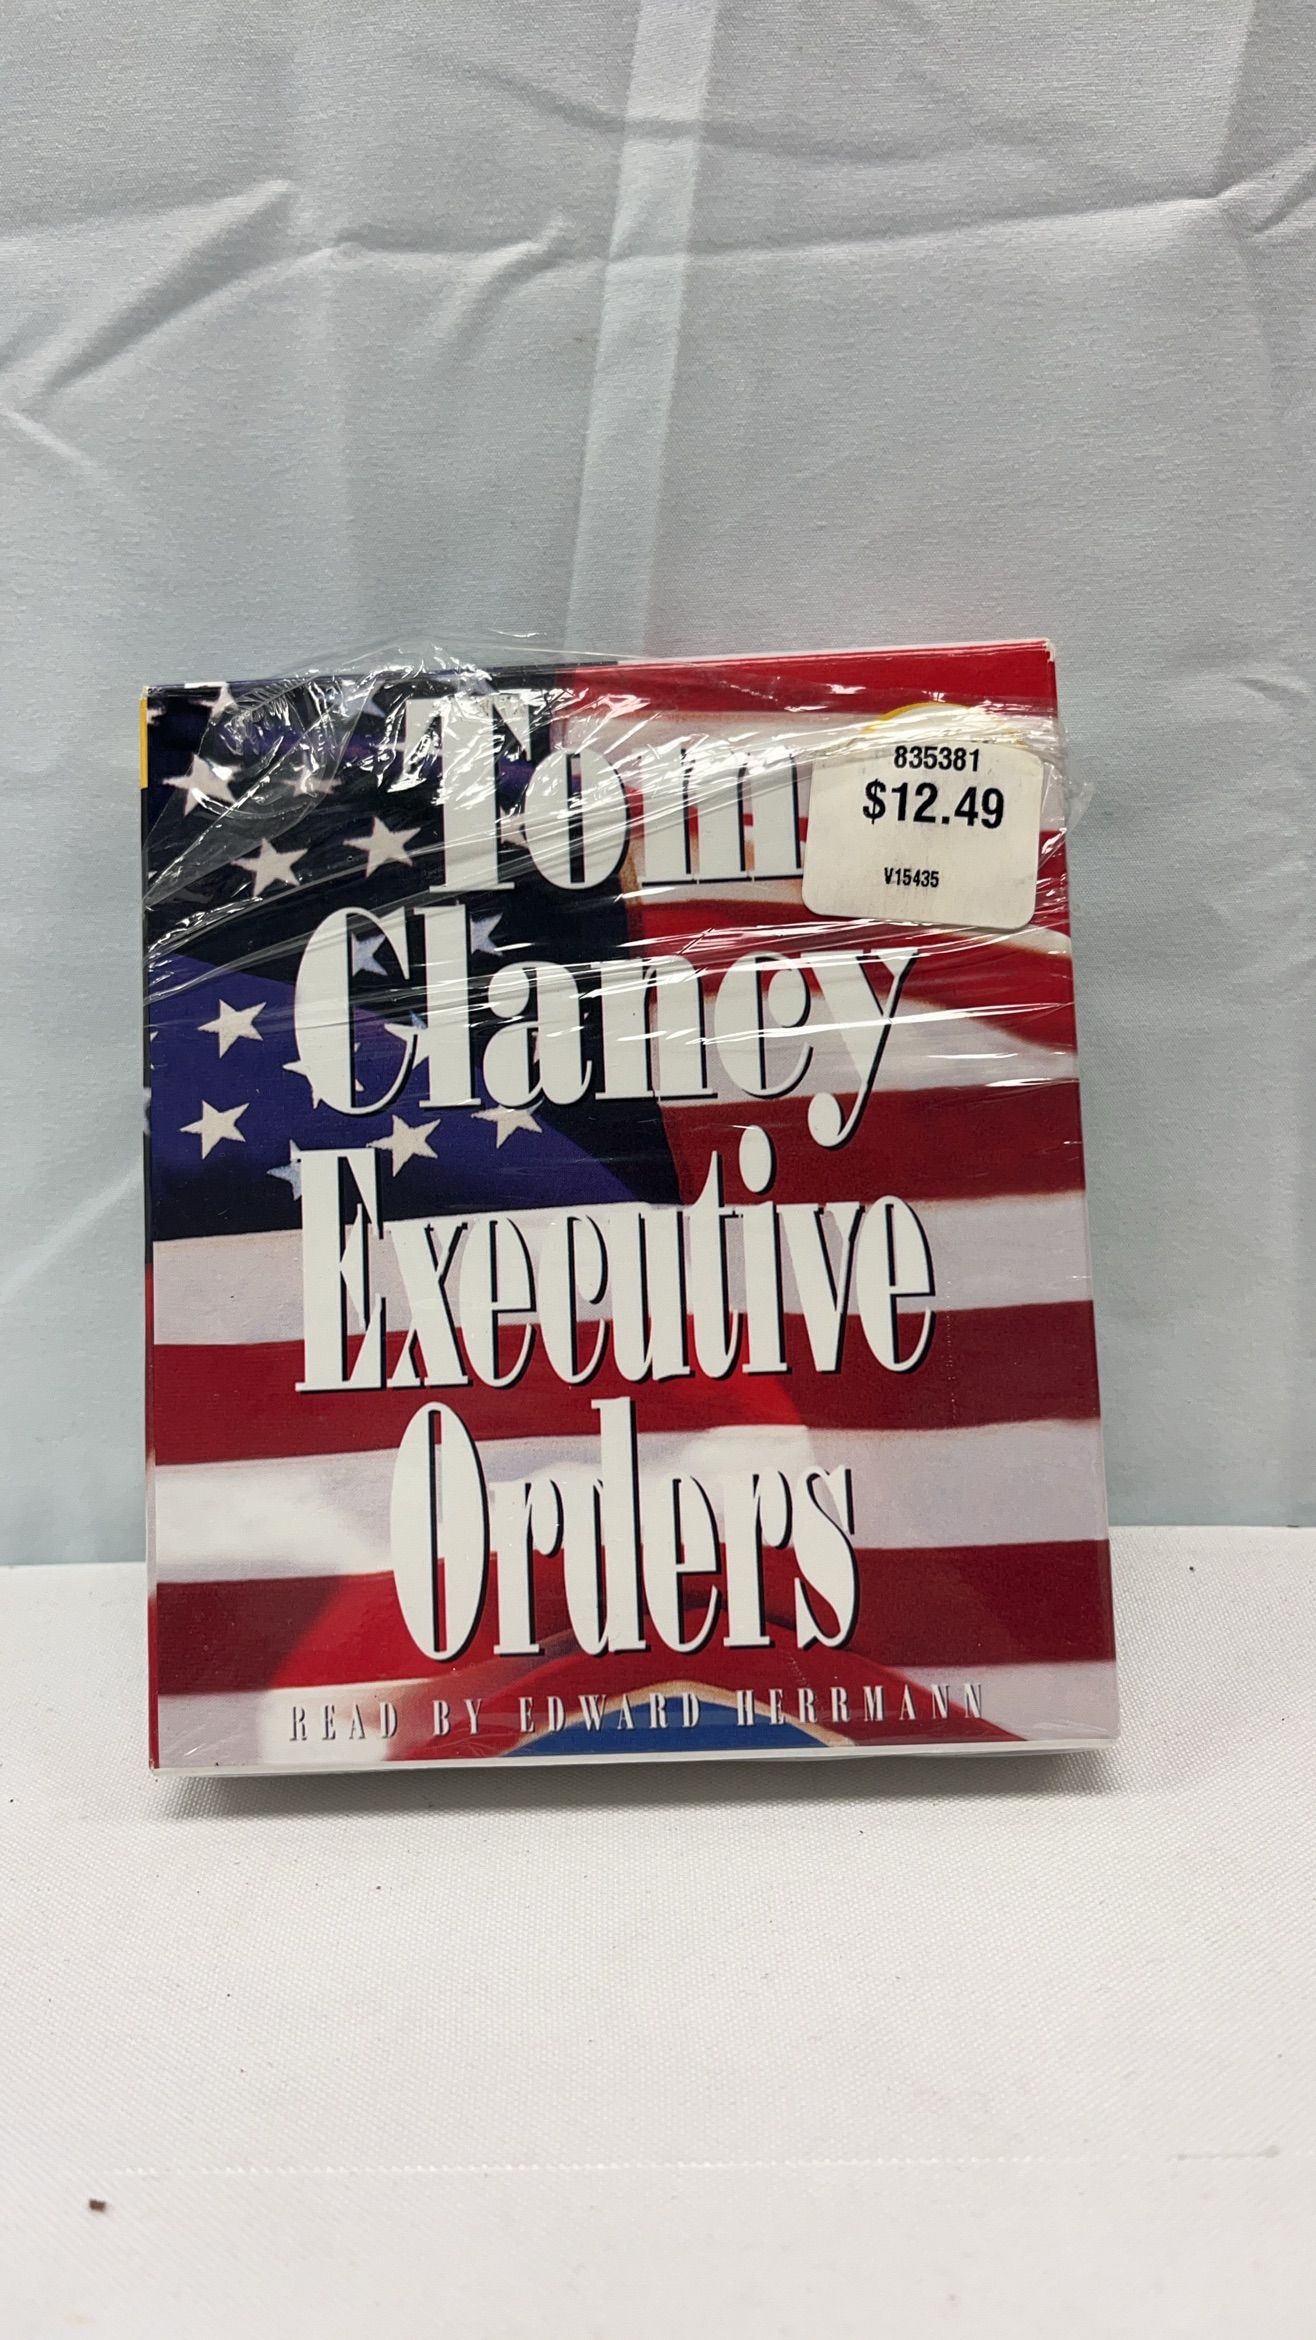 Tom
835381
$12.49
V15435
Clancy
Executive
Orders
READ BY EDWARD HERRMANN